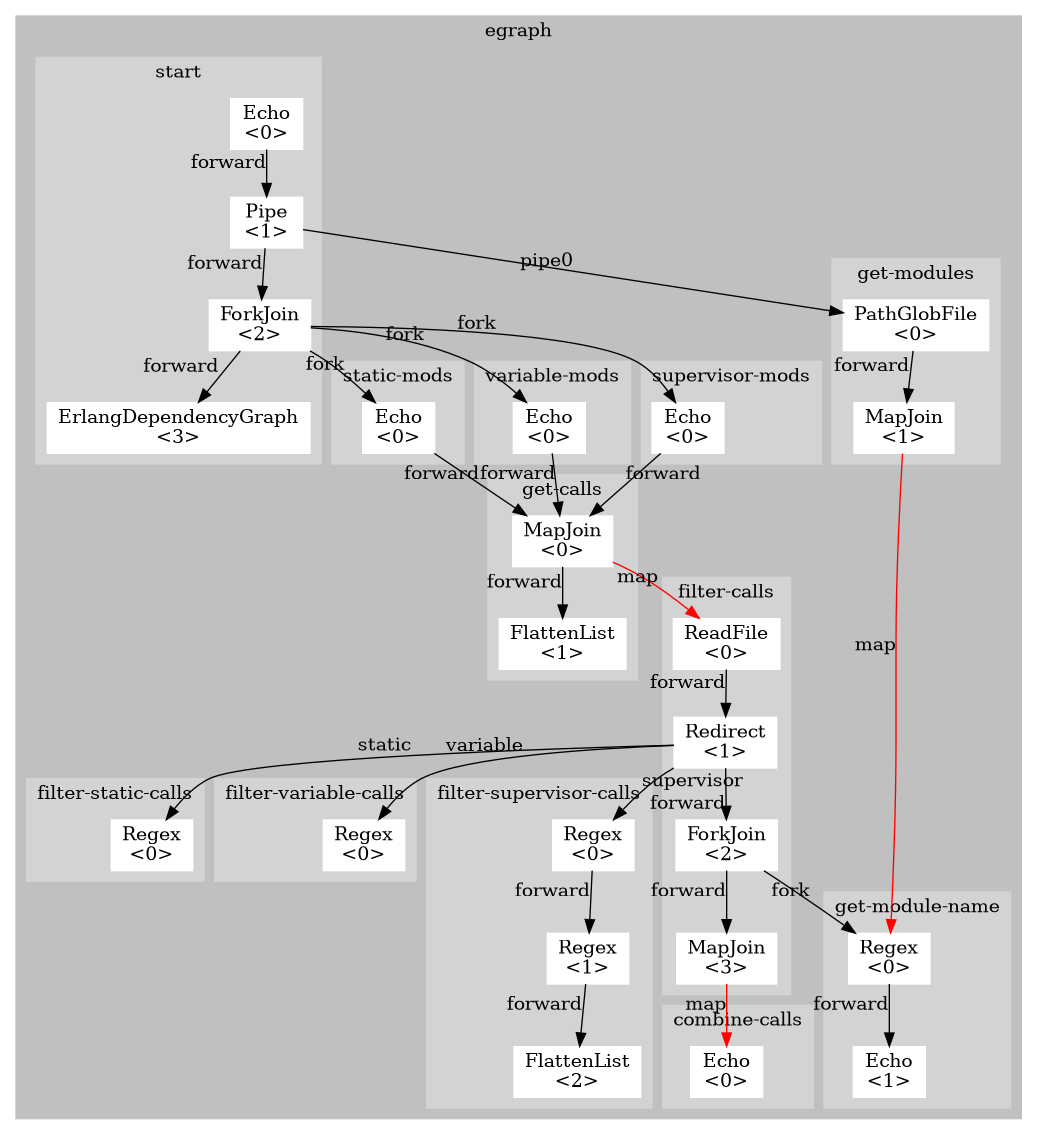 egraph
start
Echo
<0>
forward
Pipe
<1>
forward
pipe0
get-modules
ForkJoin
<2>
PathGlobFile
<0>
fork
fork
fork
forward
forward
static-mods
variable-mods
supervisor-mods
ErlangDependencyGraph
<3>
Echo
<0>
Echo
<0>
Echo
<0>
MapJoin
<1>
forward
forward
forward
get-calls
MapJoin
<0>
forward
map
filter-calls
FlattenList
<1>
ReadFile
<0>
map
forward
Redirect
<1>
static
variable
supervisor
forward
filter-static-calls
filter-variable-calls
filter-supervisor-calls
Regex
<0>
Regex
<0>
Regex
<0>
ForkJoin
<2>
forward
forward
fork
get-module-name
Regex
<1>
MapJoin
<3>
Regex
<0>
forward
map
forward
combine-calls
FlattenList
<2>
Echo
<0>
Echo
<1>